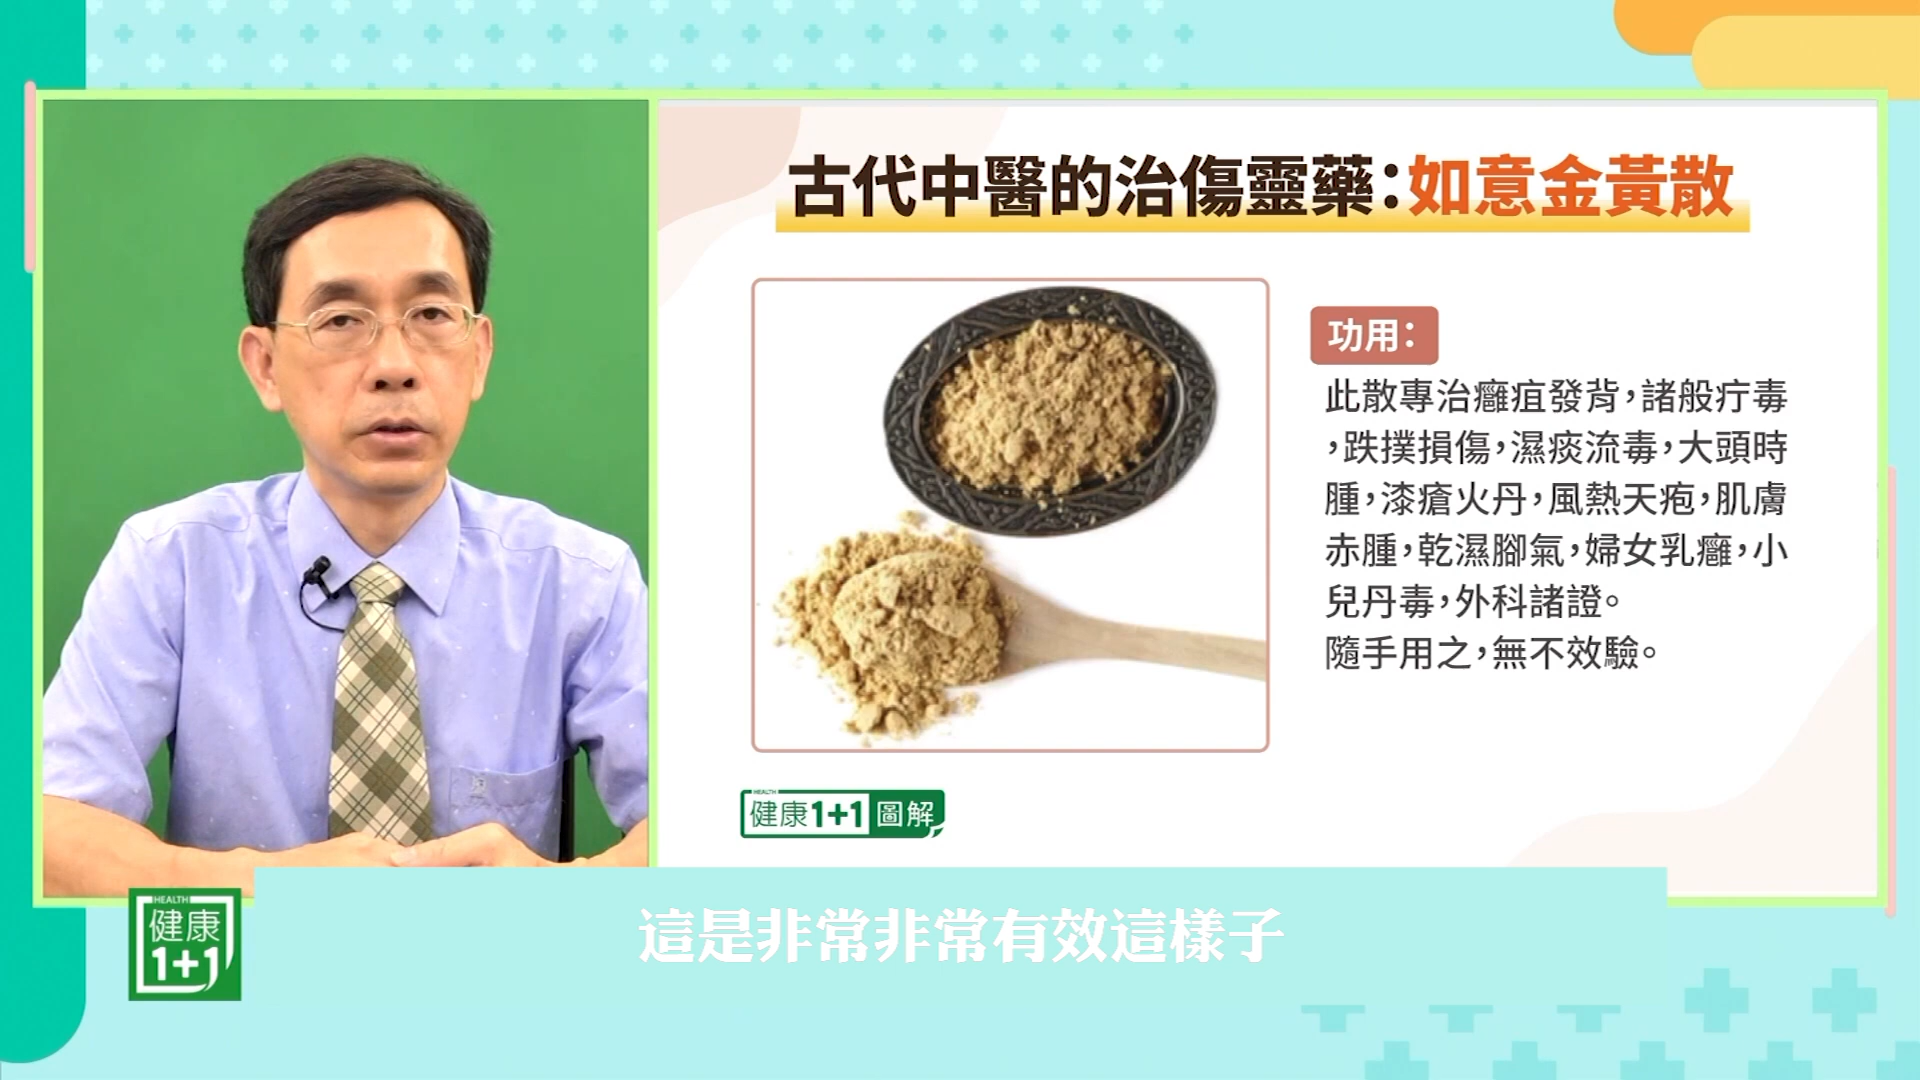 古代中醫的治傷靈藥：如意金黃散
功用：
此散專治癰疽發背，諸般疔毒
，跌撲損傷，濕痰流毒，大頭時
腫，漆瘡火丹，風熱天疱，肌膚
赤腫，乾濕腳氣，婦女乳癰，小
兒丹毒，外科諸證。
隨手用之，無不效驗。
HEALTH
健康1+1 圖解
HEALTH
健康
1+1
這是非常非常有效這樣子